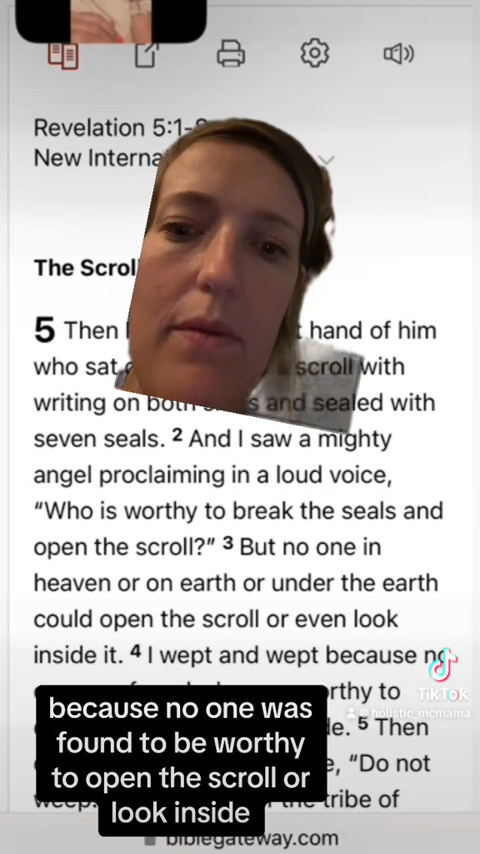 Revelation 5:1-8
New Interna
The Scroll
5 Then hand of him
who sat scroll with
writing on both s and sealed with
seven seals. 2 And I saw a mighty
angel proclaiming in a loud voice,
“Who is worthy to break the seals and
open the scroll?” 3 But no one in
heaven or on earth or under the earth
could open the scroll or even look
inside it. 4 I wept and wept because no
rthy to
e. 5 Then
e, “Do not
weep. the tribe of
because no one was
found to be worthy
to open the scroll or
look inside
TikTok
@holistic_mcmama
biblegateway.com